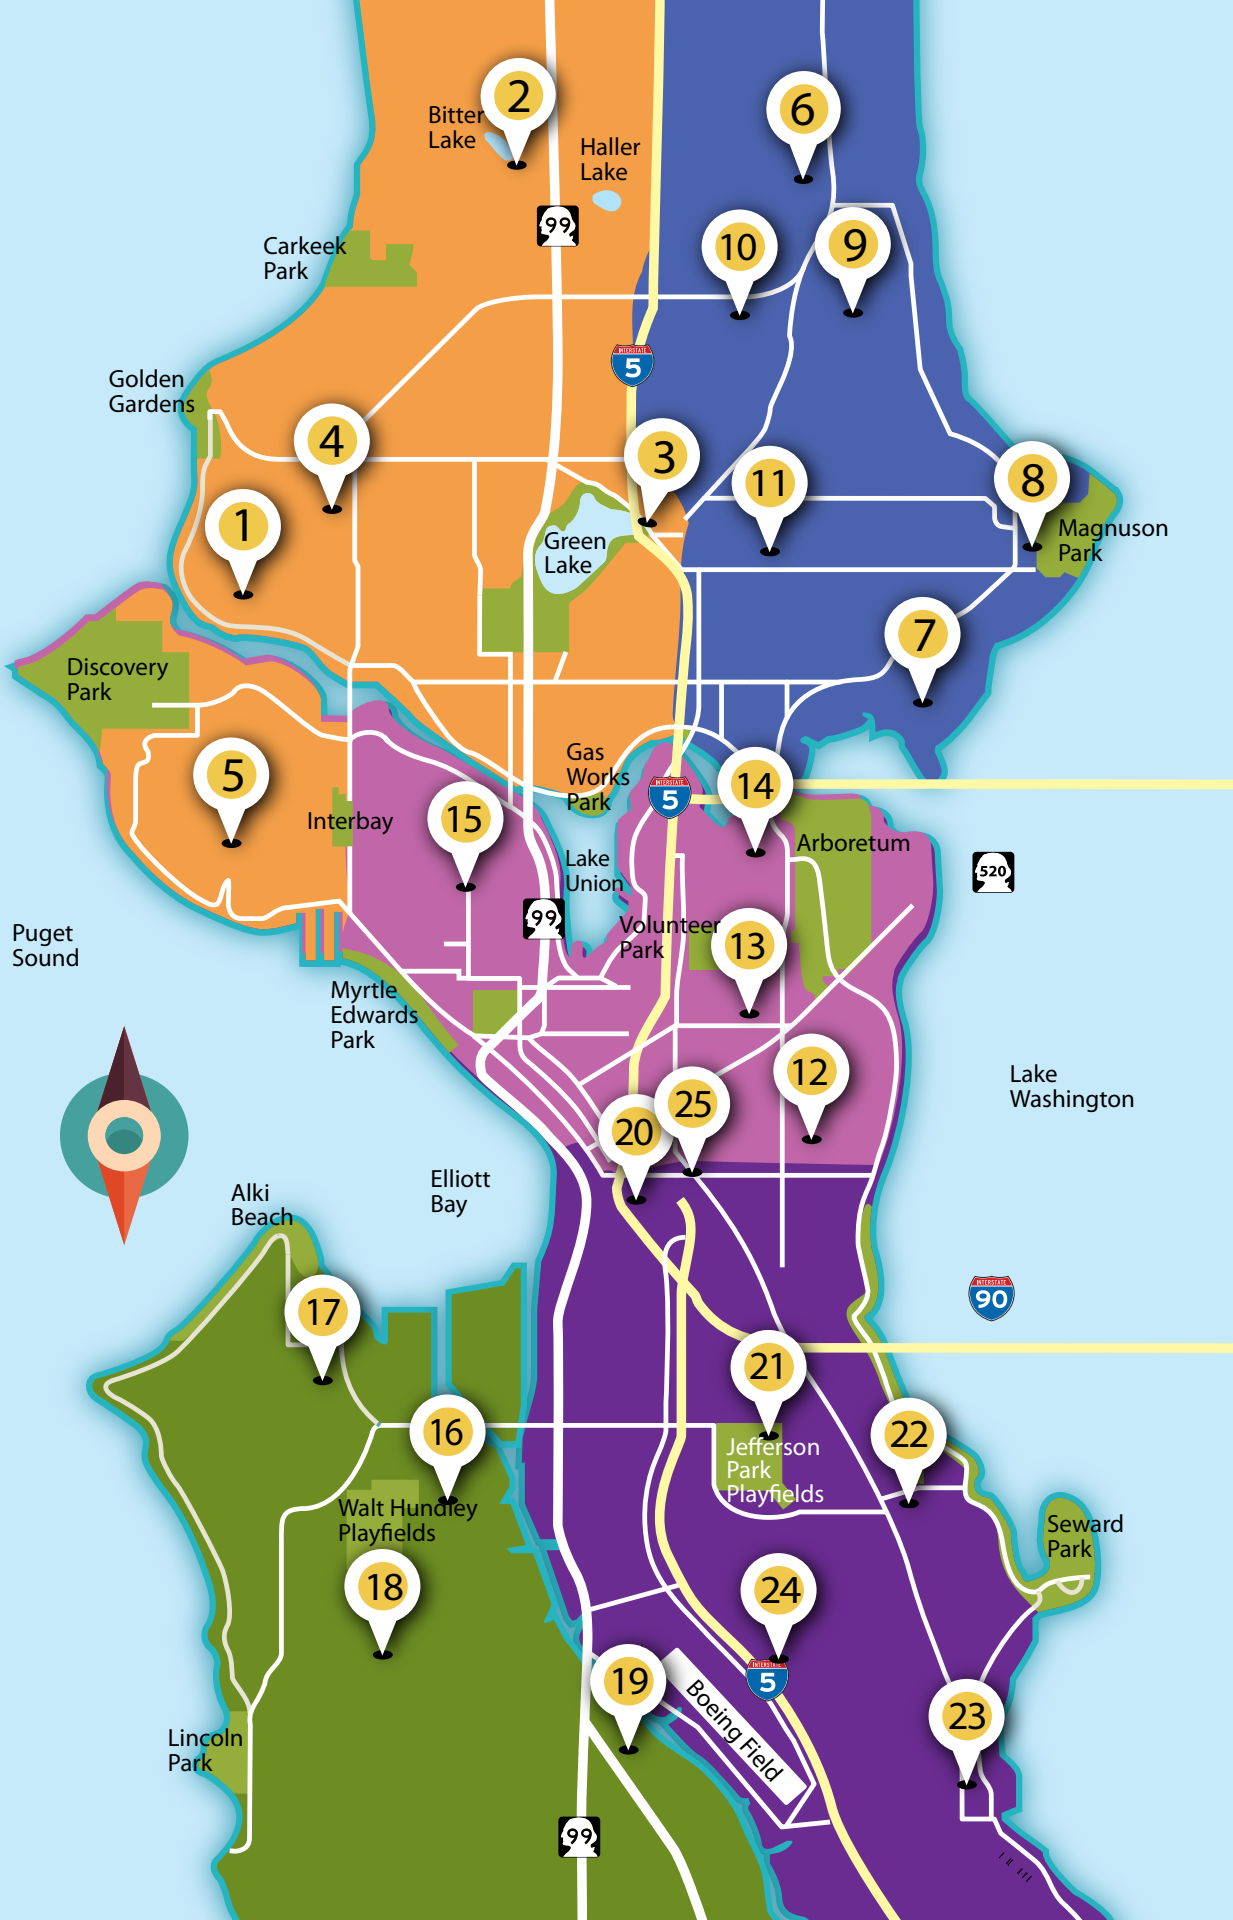 2
6
Bitter
Lake
Haller
Lake
99
10
9
Carkeek
Park
INTERSTATE
5
Golden
Gardens
4
3
11
8
1
Green
Lake
Magnuson
Park
7
Discovery
Park
5
Gas
Works
Park
INTERSTATE
5
14
Interbay
15
Arboretum
Lake
Union
520
99
Volunteer
Park
13
Puget
Sound
Myrtle
Edwards
Park
12
Lake
Washington
25
20
Elliott
Bay
Alki
Beach
INTERSTATE
90
17
21
16
22
Jefferson
Park
Playfields
Walt Hundley
Playfields
Seward
Park
18
24
19
INTERSTATE
5
Boeing Field
23
Lincoln
Park
99